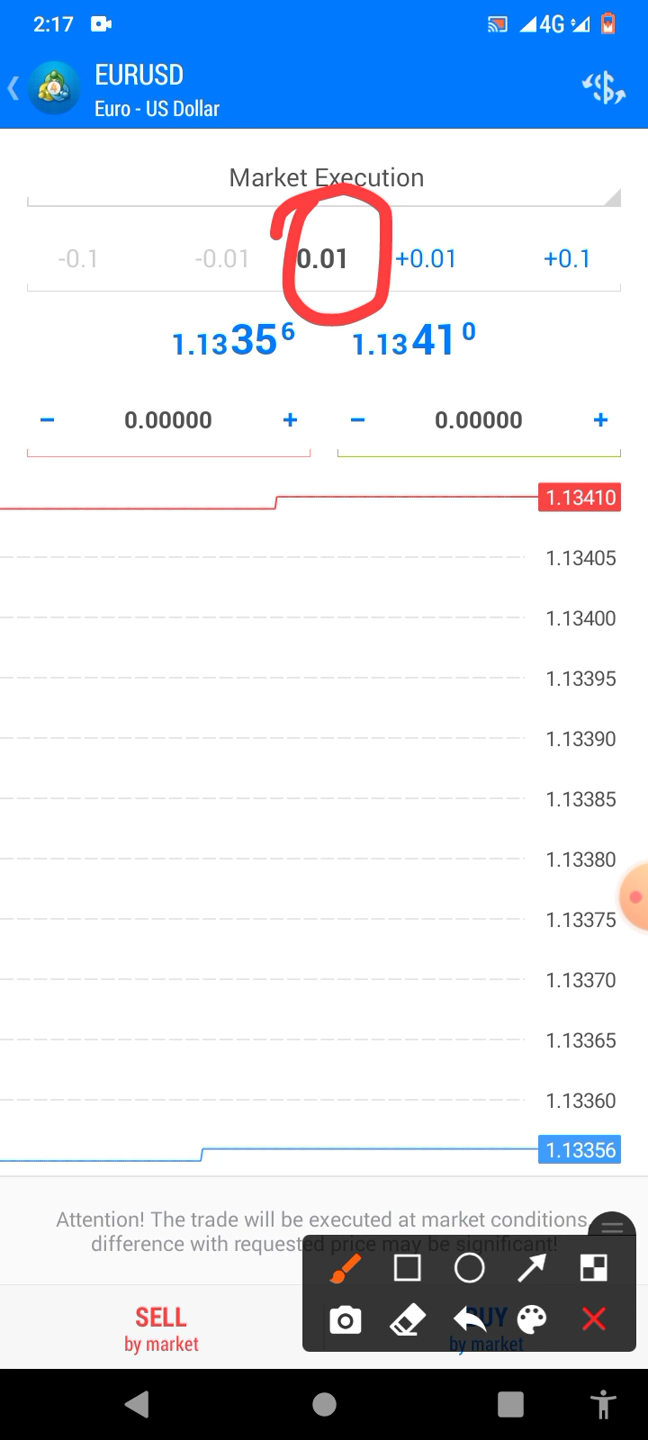 2:17
4G
EURUSD
Euro - US Dollar
Market Execution
-0.1 -0.01 0.01 +0.01 +0.1
1.13356 1.13410
− 0.00000 + − 0.00000 +
1.13410
1.13405
1.13400
1.13395
1.13390
1.13385
1.13380
1.13375
1.13370
1.13365
1.13360
1.13356
Attention! The trade will be executed at market conditions,
difference with requested price may be significant!
SELL BUY
by market by market